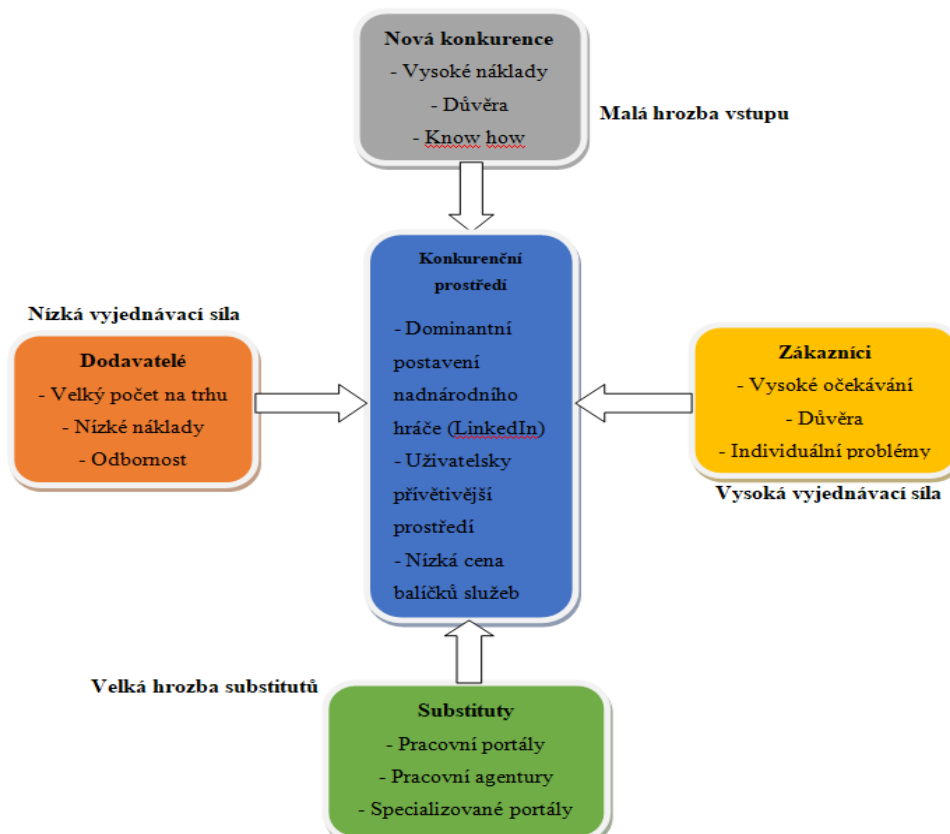 Nová konkurence
- Vysoké náklady
- Důvěra
- Know how
Malá hrozba vstupu
Konkurenční
prostředí
- Dominantní
postavení
nadnárodního
hráče (LinkedIn)
- Uživatelsky
přívětivější
prostředí
- Nízká cena
balíčků služeb
Nízká vyjednávací síla
Dodavatelé
- Velký počet na trhu
- Nízké náklady
- Odbornost
Zákazníci
- Vysoké očekávání
- Důvěra
- Individuální problémy
Vysoká vyjednávací síla
Velká hrozba substitutů
Substituty
- Pracovní portály
- Pracovní agentury
- Specializované portály